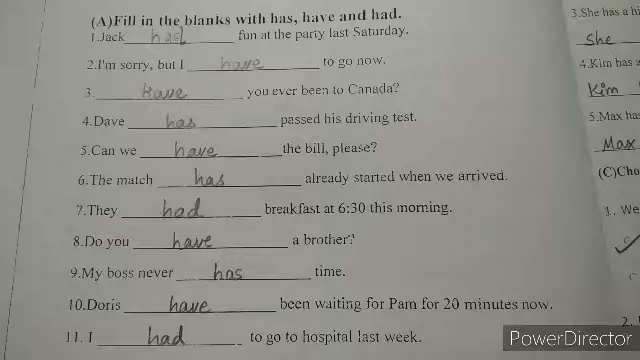 (A)Fill in the blanks with has, have and had.
1.Jack has fun at the party last Saturday.
2.I'm sorry, but I have to go now.
3. Have you ever been to Canada?
4.Dave has passed his driving test.
5.Can we have the bill, please?
6.The match has already started when we arrived.
7.They had breakfast at 6:30 this morning.
8.Do you have a brother?
9.My boss never has time.
10.Doris have been waiting for Pam for 20 minutes now.
11. I had to go to hospital last week.
3.She has a
She
4.Kim has
Kim
5.Max
Max
1. We
2.
PowerDirector